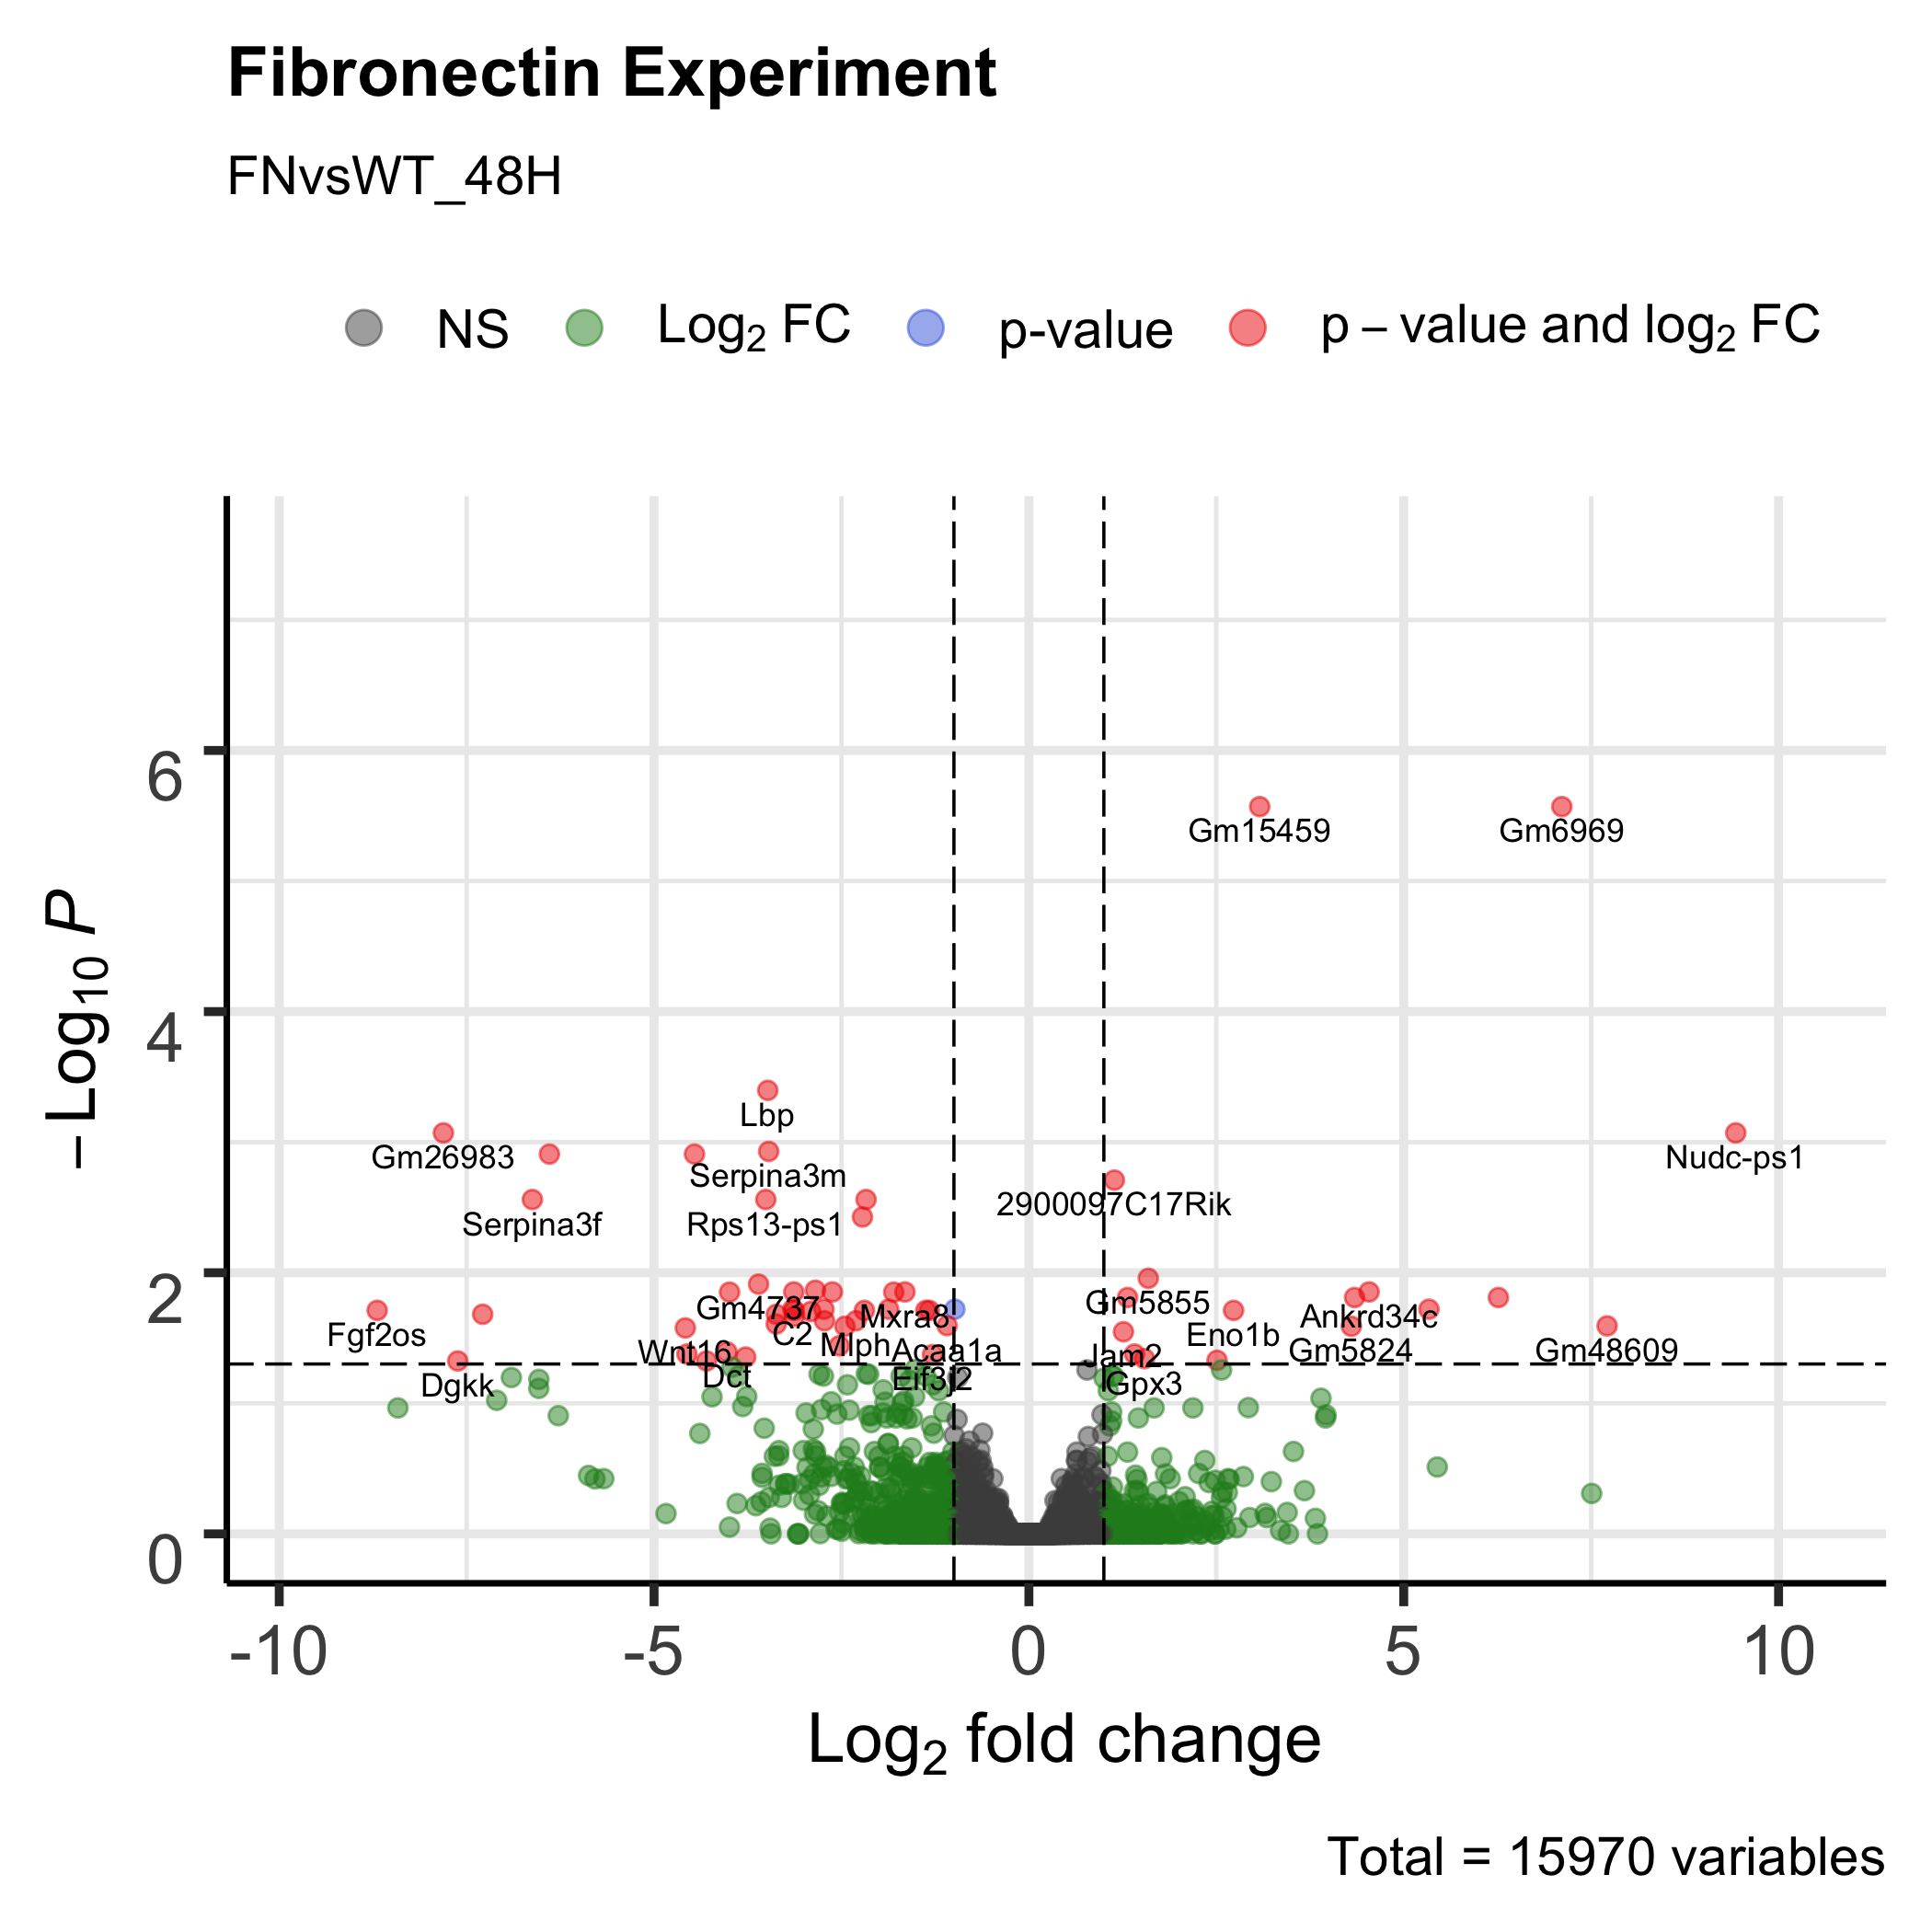 Fibronectin Experiment
FNvsWT_48H
NS Log₂ FC p-value p – value and log₂ FC
– Log₁₀ P
6
4
2
0
Gm15459 Gm6969
Lbp
Gm26983 Nudc-ps1
Serpina3m
2900097C17Rik
Serpina3f Rps13-ps1
Gm5855
Gm4737
Mxra8 Ankrd34c
Fgf2os C2 Eno1b
Mlph
Wnt16 Acaa1a Gm5824 Gm48609
Jam2
Dct Eif3j2
Dgkk Gpx3
-10 -5 0 5 10
Log₂ fold change
Total = 15970 variables